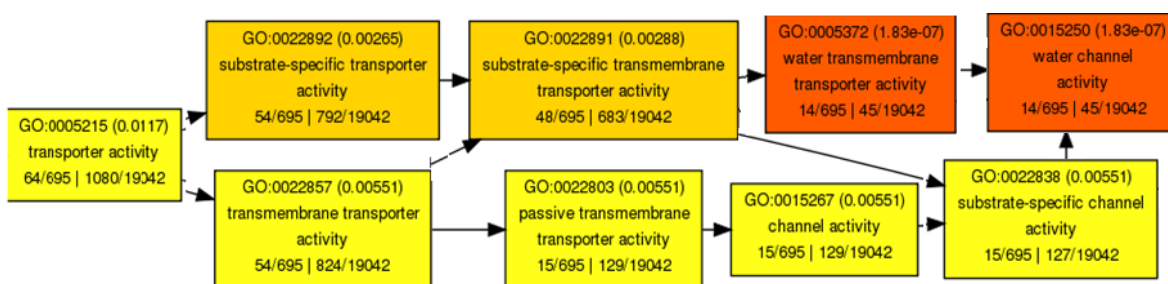 GO:0022892 (0.00265)
substrate-specific transporter
activity
54/695 | 792/19042
GO:0022891 (0.00288)
substrate-specific transmembrane
transporter activity
48/695 | 683/19042
GO:0005372 (1.83e-07)
water transmembrane
transporter activity
14/695 | 45/19042
GO:0015250 (1.83e-07)
water channel
activity
14/695 | 45/19042
GO:0005215 (0.0117)
transporter activity
64/695 | 1080/19042
GO:0022857 (0.00551)
transmembrane transporter
activity
54/695 | 824/19042
GO:0022803 (0.00551)
passive transmembrane
transporter activity
15/695 | 129/19042
GO:0015267 (0.00551)
channel activity
15/695 | 129/19042
GO:0022838 (0.00551)
substrate-specific channel
activity
15/695 | 127/19042